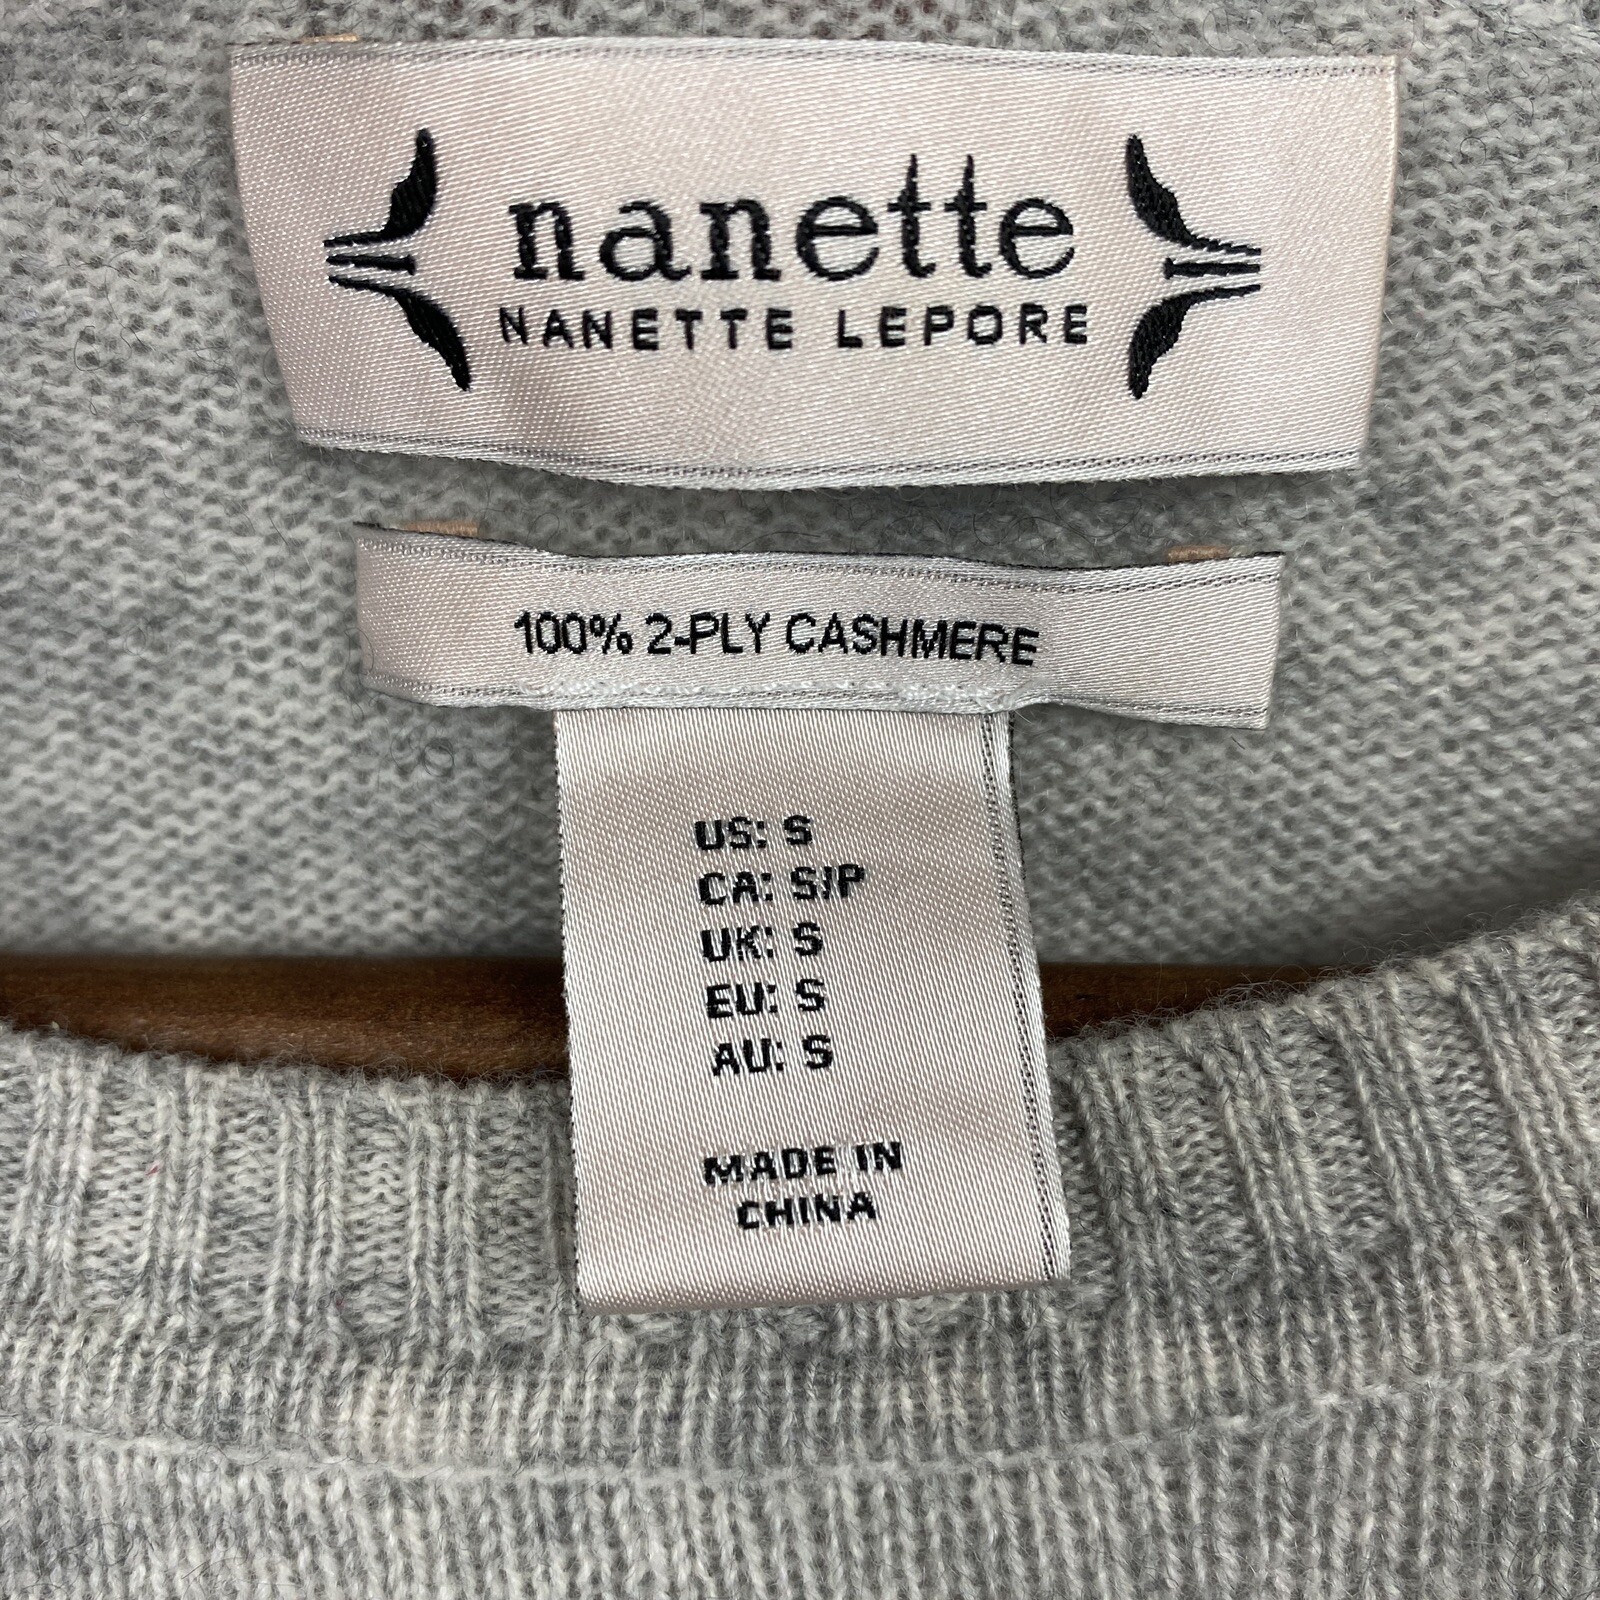 nanette
NANETTE LEPORE
100% 2-PLY CASHMERE
US: S
CA: S/P
UK: S
EU: S
AU: S
MADE IN
CHINA